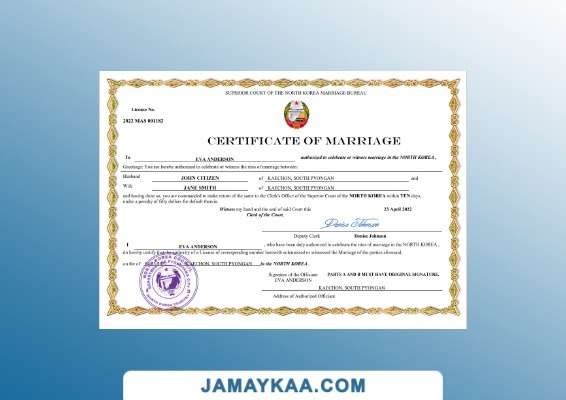 SUPERIOR COURT OF THE NORTH KOREA MARRIAGE BUREAU
License No.
2022 MAS 001182
CERTIFICATE OF MARRIAGE
To EVA ANDERSON authorized to celebrate or witness marriage in the NORTH KOREA ,
Greetings: You are hereby authorized to celebrate or witness the rites of marriage between:
Husband JOHN CITIZEN of KAECHON, SOUTH PYONGAN and
Wife JANE SMITH of KAECHON, SOUTH PYONGAN
and having done so, you are commanded to make return of the same to the Clerk's Office of the Superior Court of the NORTH KOREA within TEN days,
under a penelty of fifty dollars for default therein.
Witness my hand and the seal of said Court this 23 April 2022
Clerk of the Court.
Denise Johnson
Deputy Clerk Denise Johnson
I EVA ANDERSON , who have been duly authorized to celebrate the rites of marriage in the NORTH KOREA ,
do hereby certify that by authority of a License of corresponding number herewith solemnized or witnessed the Marriage of the parties aforesaid.
on the of KAECHON, SOUTH PYONGAN in the NORTH KOREA .
Signature of the Officiant PARTS A AND B MUST HAVE ORIGINAL SIGNATURE.
EVA ANDERSON
KAECHON, SOUTH PYONGAN
Address of Authorized Officiant
JAMAYKAA.COM